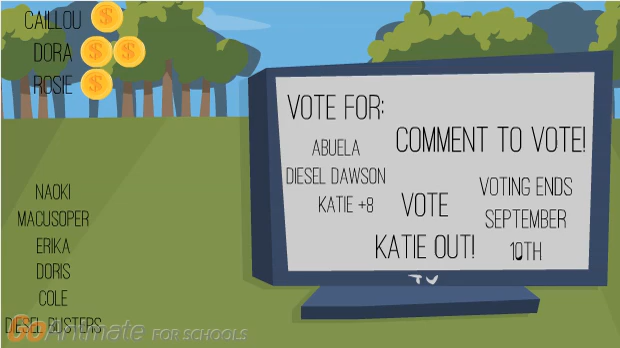 CAILLOU
DORA
ROSIE
VOTE FOR:
COMMENT TO VOTE!
ABUELA
DIESEL DAWSON
KATIE +8
VOTE
KATIE OUT!
VOTING ENDS
SEPTEMBER
10TH
TV
NAOKI
MACUSOPER
ERIKA
DORIS
COLE
DIESEL BUSTERS
GoAnimate FOR SCHOOLS